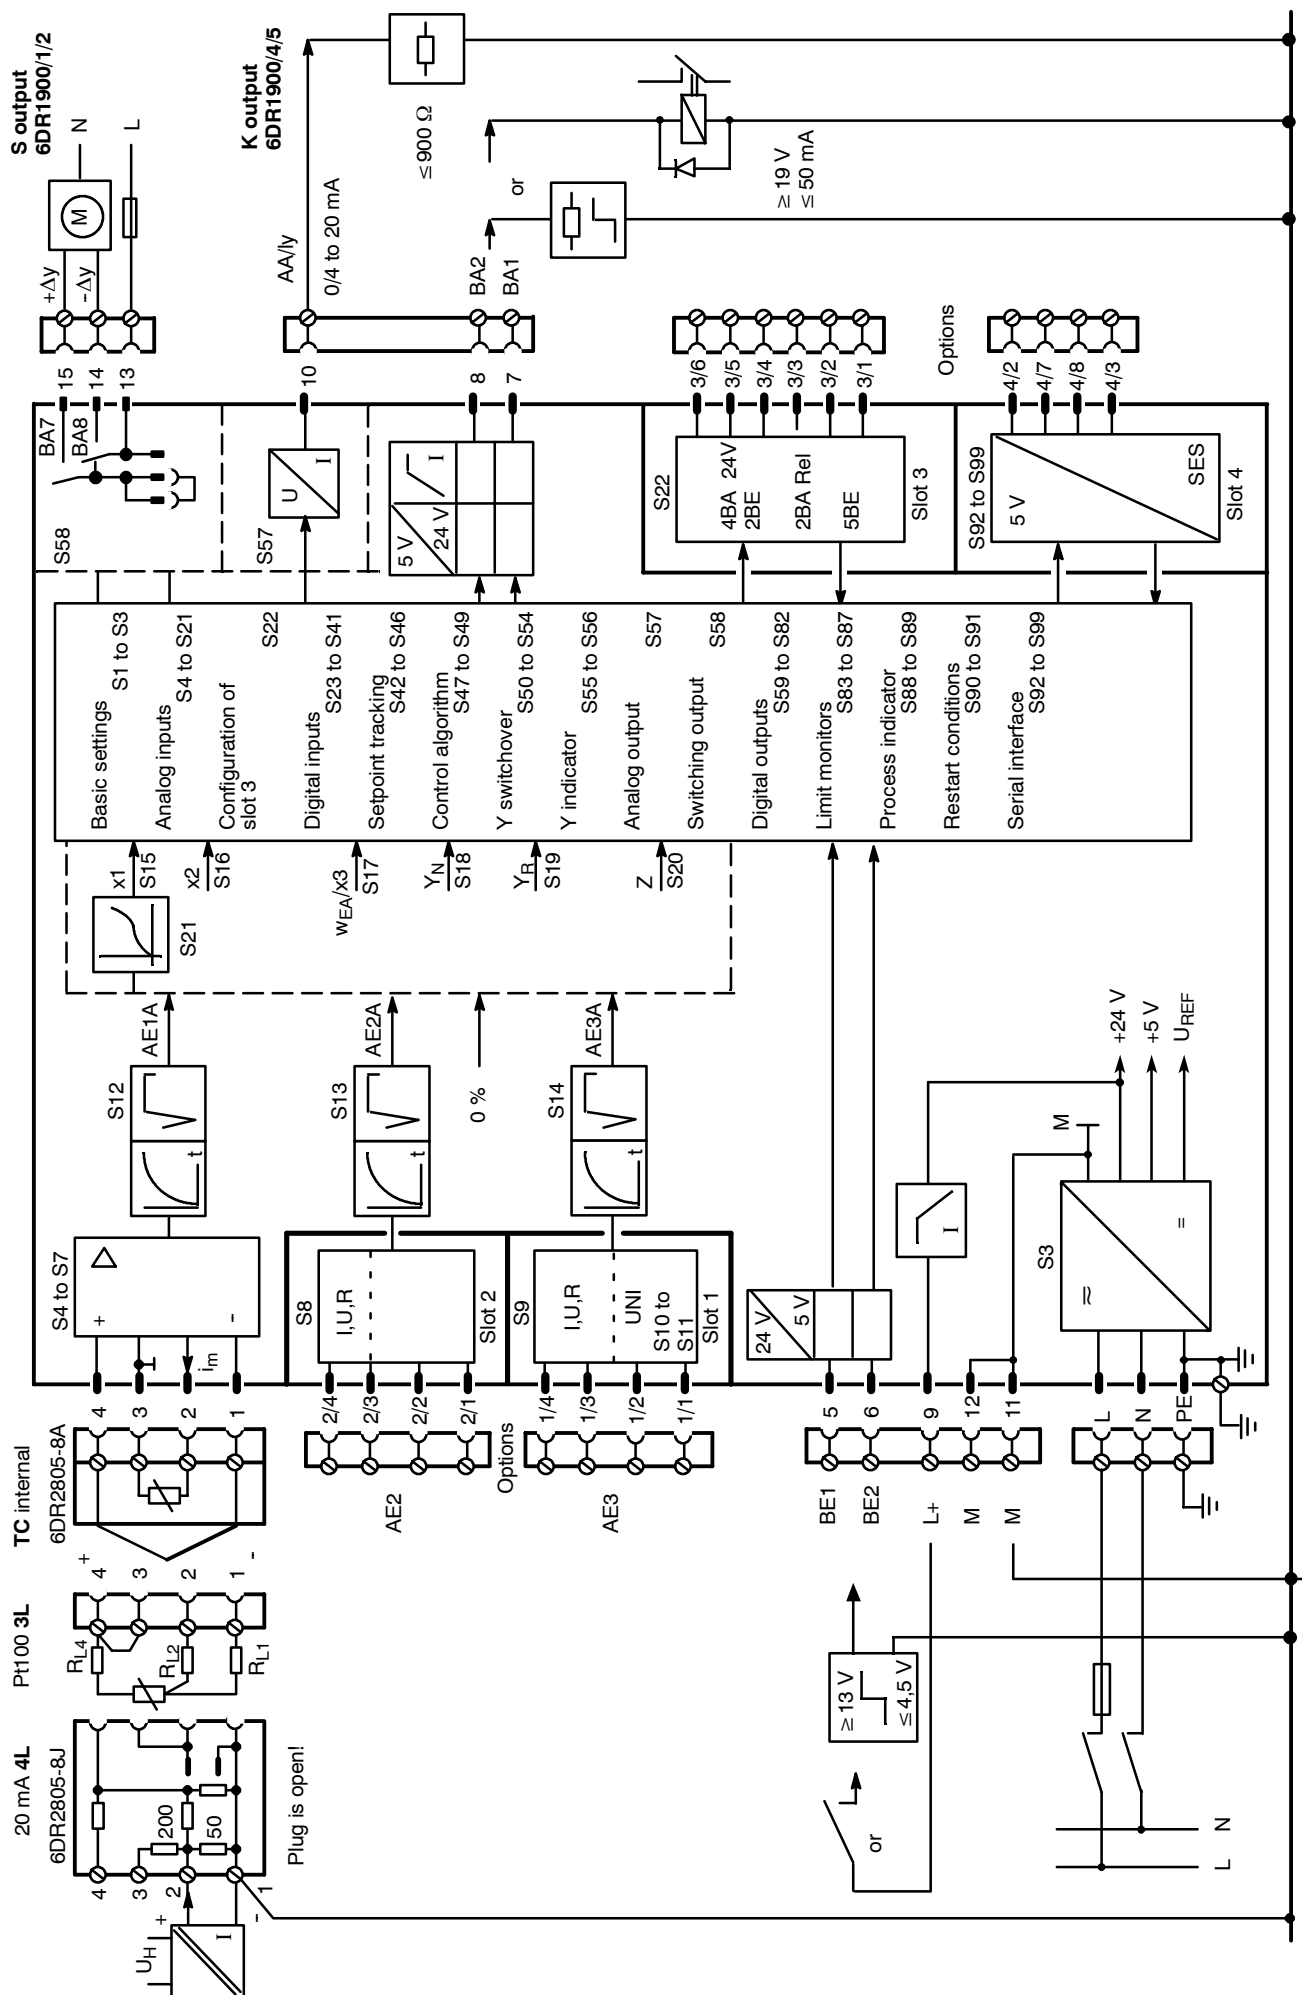 S output
6DR1900/1/2
N
L
M
+Δy
-Δy
15
14
13
BA7
BA8
S58
K output
6DR1900/4/5
≤ 900 Ω
AA/Iy
0/4 to 20 mA
or
BA2
BA1
≥ 19 V
≤ 50 mA
10
8
7
U
I
S57
5 V
24 V
I
3/6
3/5
3/4
3/3
3/2
3/1
S22
4BA 24V
2BE
2BA Rel
5BE
Slot 3
Options
4/2
4/7
4/8
4/3
S92 to S99
5 V
SES
Slot 4
Basic settings
S1 to S3
Analog inputs
S4 to S21
Configuration of
slot 3
S22
Digital inputs
S23 to S41
Setpoint tracking
S42 to S46
Control algorithm
S47 to S49
Y switchover
S50 to S54
Y indicator
S55 to S56
Analog output
S57
Switching output
S58
Digital outputs
S59 to S82
Limit monitors
S83 to S87
Process indicator
S88 to S89
Restart conditions
S90 to S91
Serial interface
S92 to S99
x1
S15
x2
S16
wEA/x3
S17
YN
S18
YR
S19
Z
S20
S21
AE1A
AE2A
0 %
AE3A
S12
t
S13
t
S14
t
S4 to S7
+
-
im
S8
I,U,R
Slot 2
S9
I,U,R
UNI
S10 to
S11
Slot 1
24 V
5 V
I
M
+24 V
+5 V
UREF
S3
≈
=
4
3
2
1
2/4
2/3
2/2
2/1
1/4
1/3
1/2
1/1
5
6
9
12
11
L
N
PE
TC internal
6DR2805-8A
AE2
Options
AE3
BE1
BE2
L+
M
M
Pt100 3L
+
4
3
2
1
-
RL4
RL2
RL1
≥ 13 V
≤ 4,5 V
or
20 mA 4L
6DR2805-8J
200
50
Plug is open!
4
3
2
1
+
-
UH
I
N
L